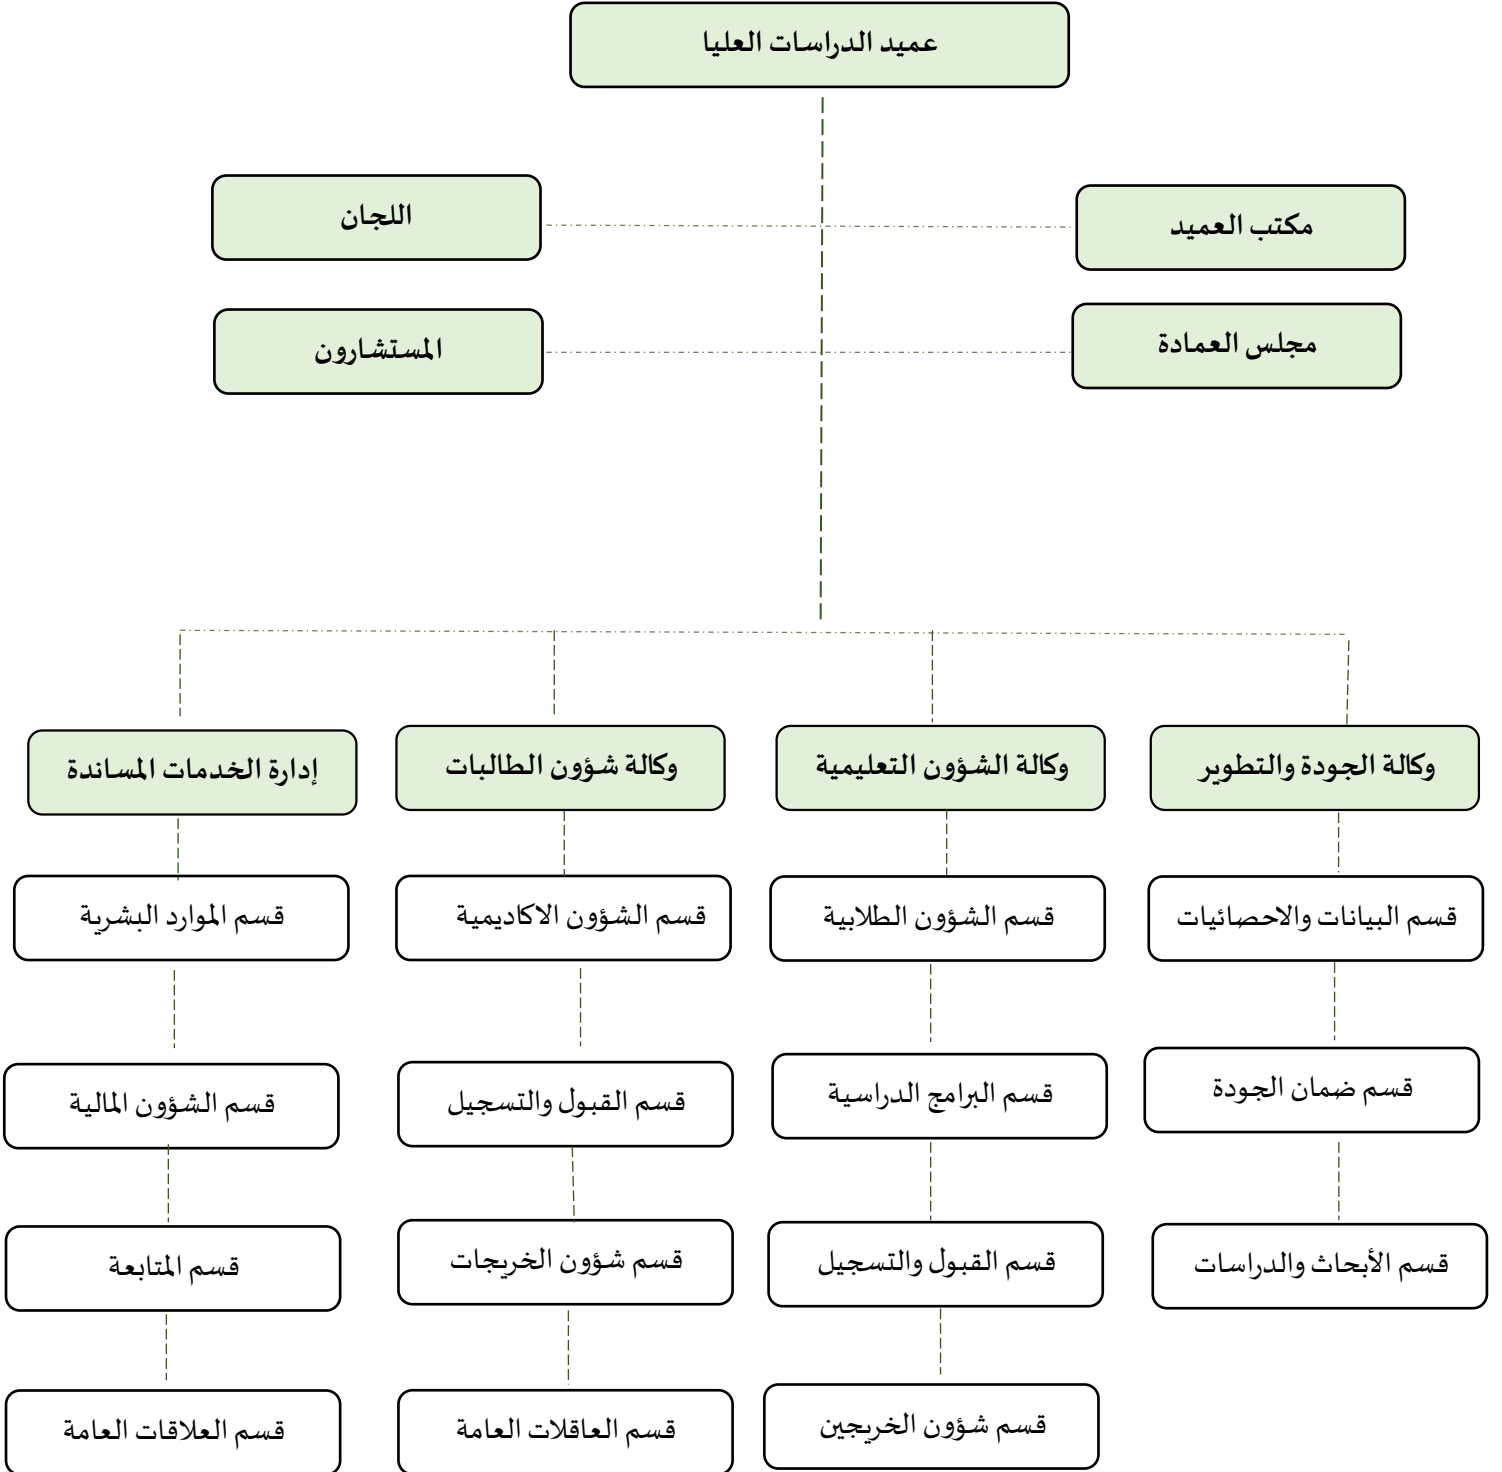 عميد الدراسات العليا
مكتب العميد
اللجان
مجلس العمادة
المستشارون
وكالة الجودة والتطوير
وكالة الشؤون التعليمية
وكالة شؤون الطالبات
إدارة الخدمات المساندة
قسم البيانات والاحصائيات
قسم الشؤون الطلابية
قسم الشؤون الاكاديمية
قسم الموارد البشرية
قسم ضمان الجودة
قسم البرامج الدراسية
قسم القبول والتسجيل
قسم الشؤون المالية
قسم الأبحاث والدراسات
قسم القبول والتسجيل
قسم شؤون الخريجات
قسم المتابعة
قسم شؤون الخريجين
قسم العاقلات العامة
قسم العلاقات العامة